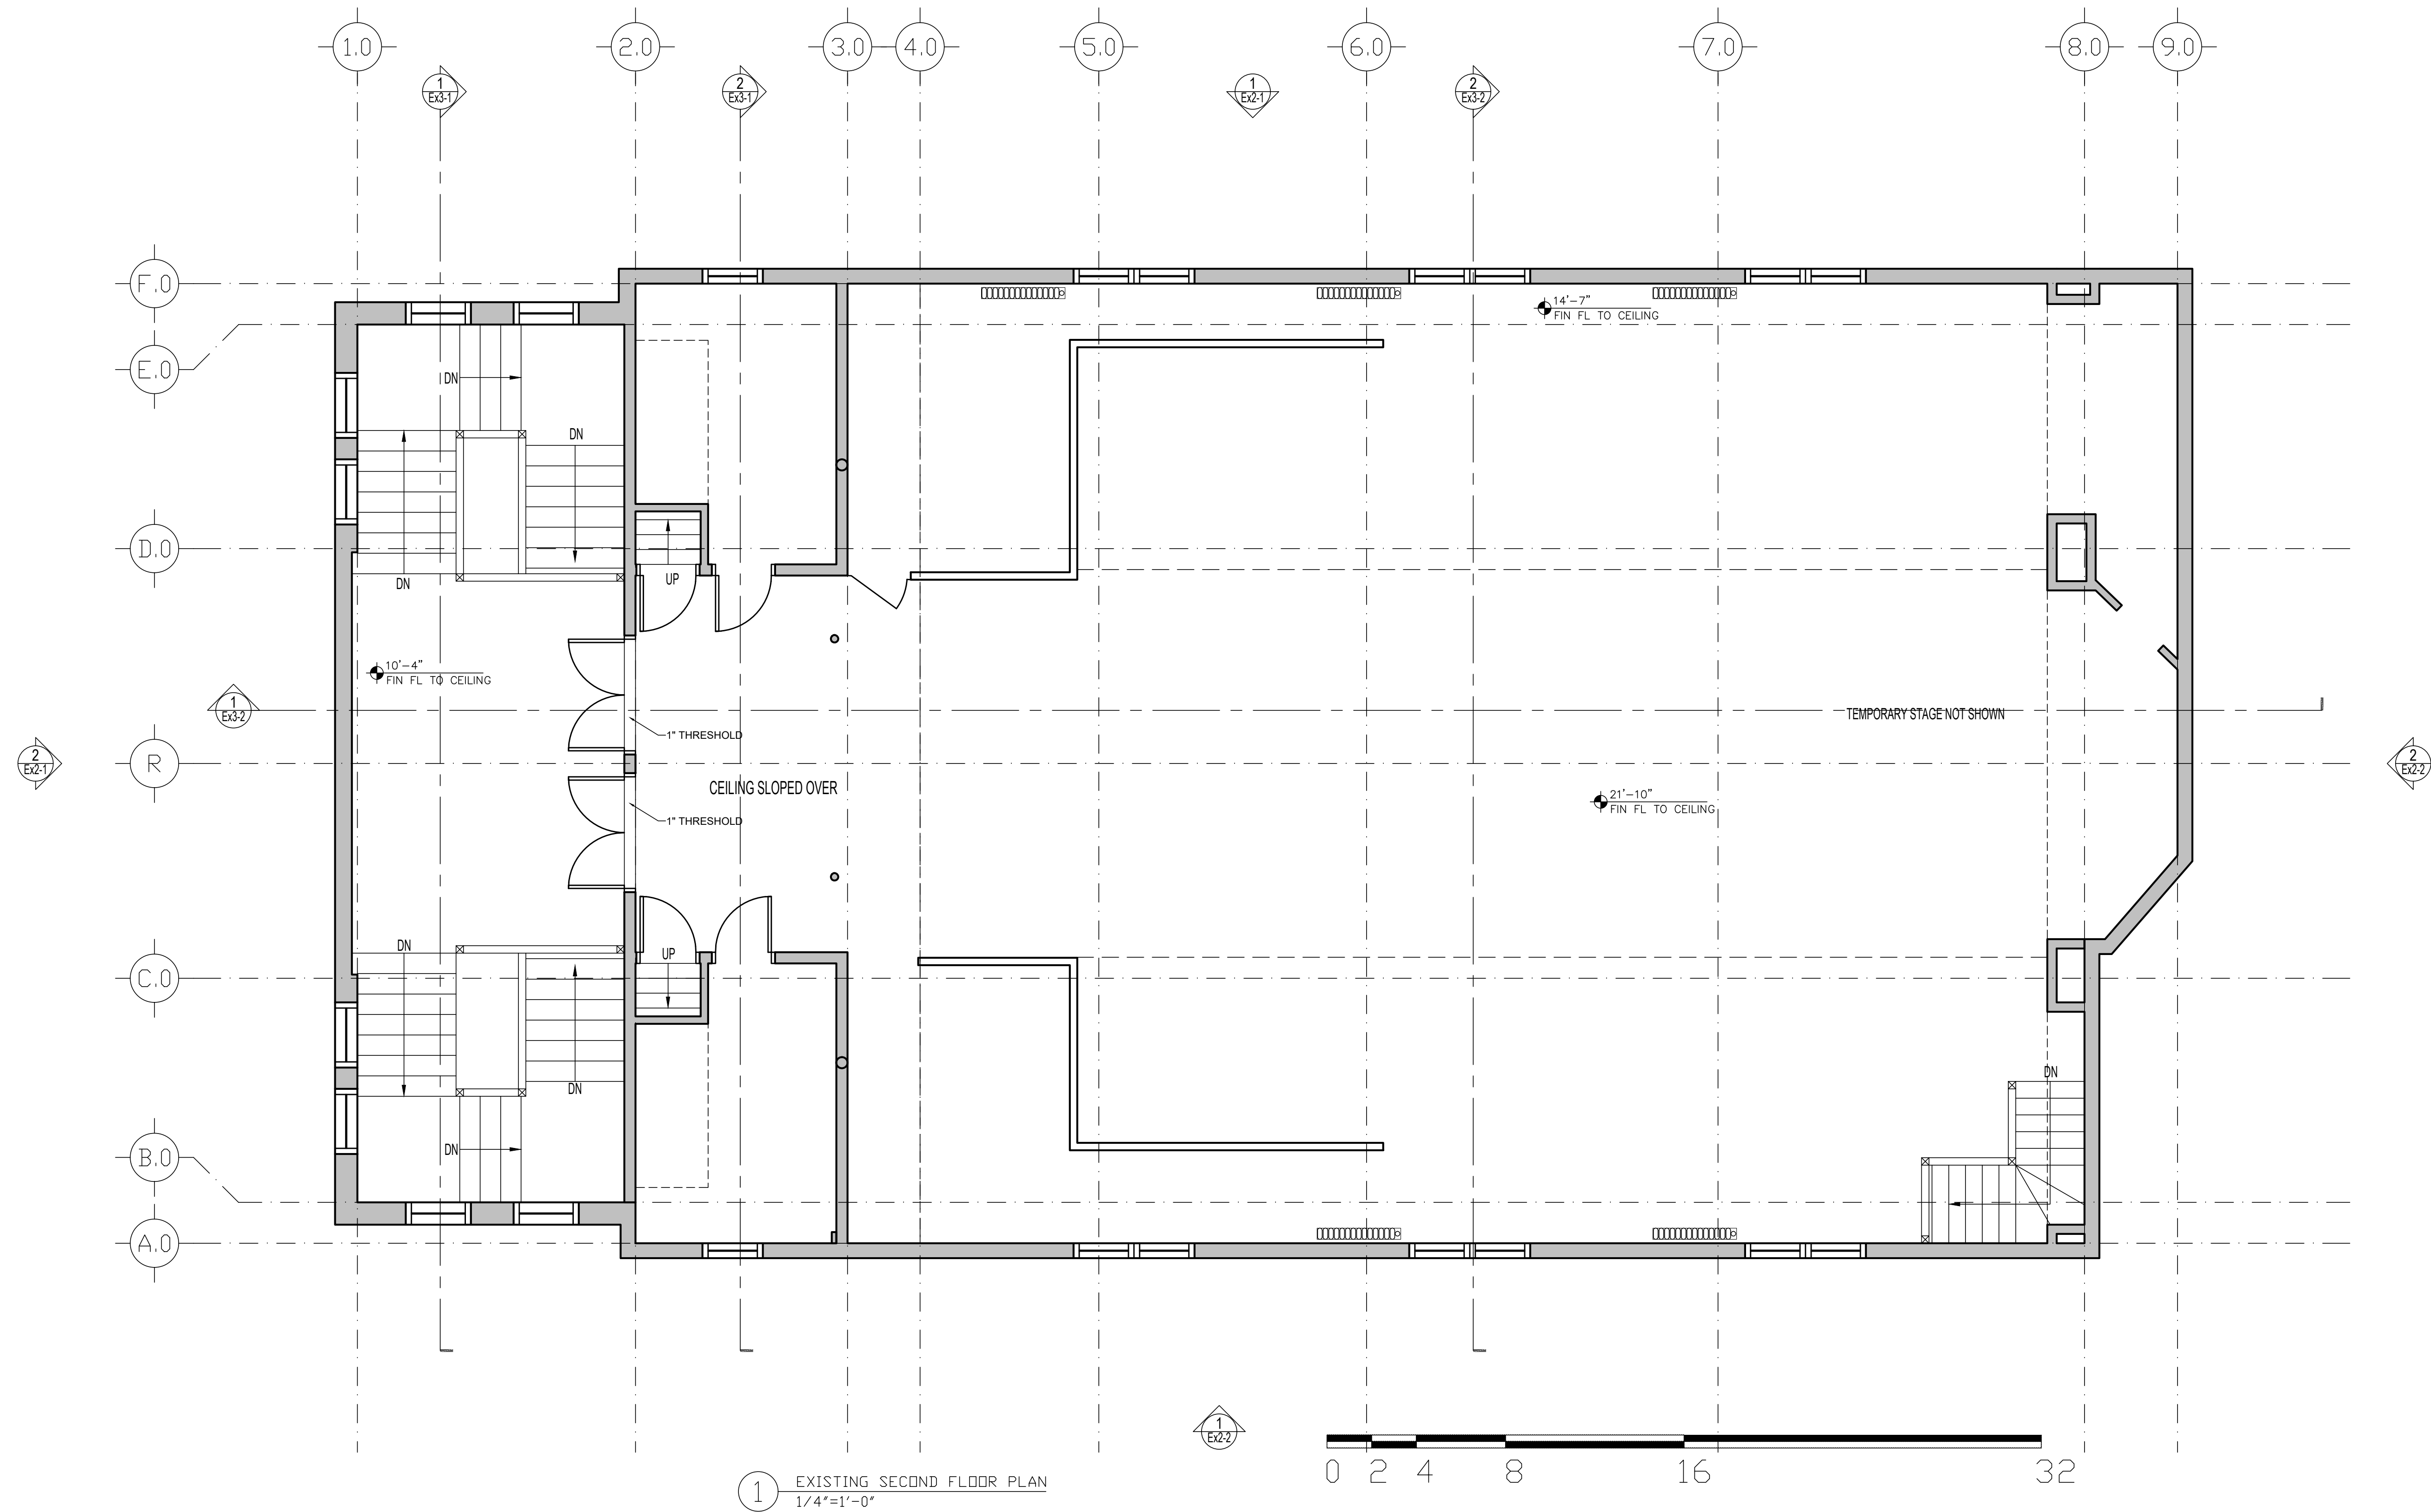 1.0
2.0
3.0
4.0
5.0
6.0
7.0
8.0
9.0
1
Ex3-1
2
Ex3-1
1
Ex2-1
2
Ex3-2
F.0
E.0
D.0
R
C.0
B.0
A.0
14'-7"
FIN FL TO CEILING
DN
DN
DN
UP
10'-4"
FIN FL TO CEILING
1
Ex3-2
2
Ex2-1
1" THRESHOLD
CEILING SLOPED OVER
1" THRESHOLD
TEMPORARY STAGE NOT SHOWN
2
Ex2-2
21'-10"
FIN FL TO CEILING
DN
UP
DN
DN
DN
1
Ex2-2
0 2 4 8 16 32
1
EXISTING SECOND FLOOR PLAN
1/4"=1'-0"